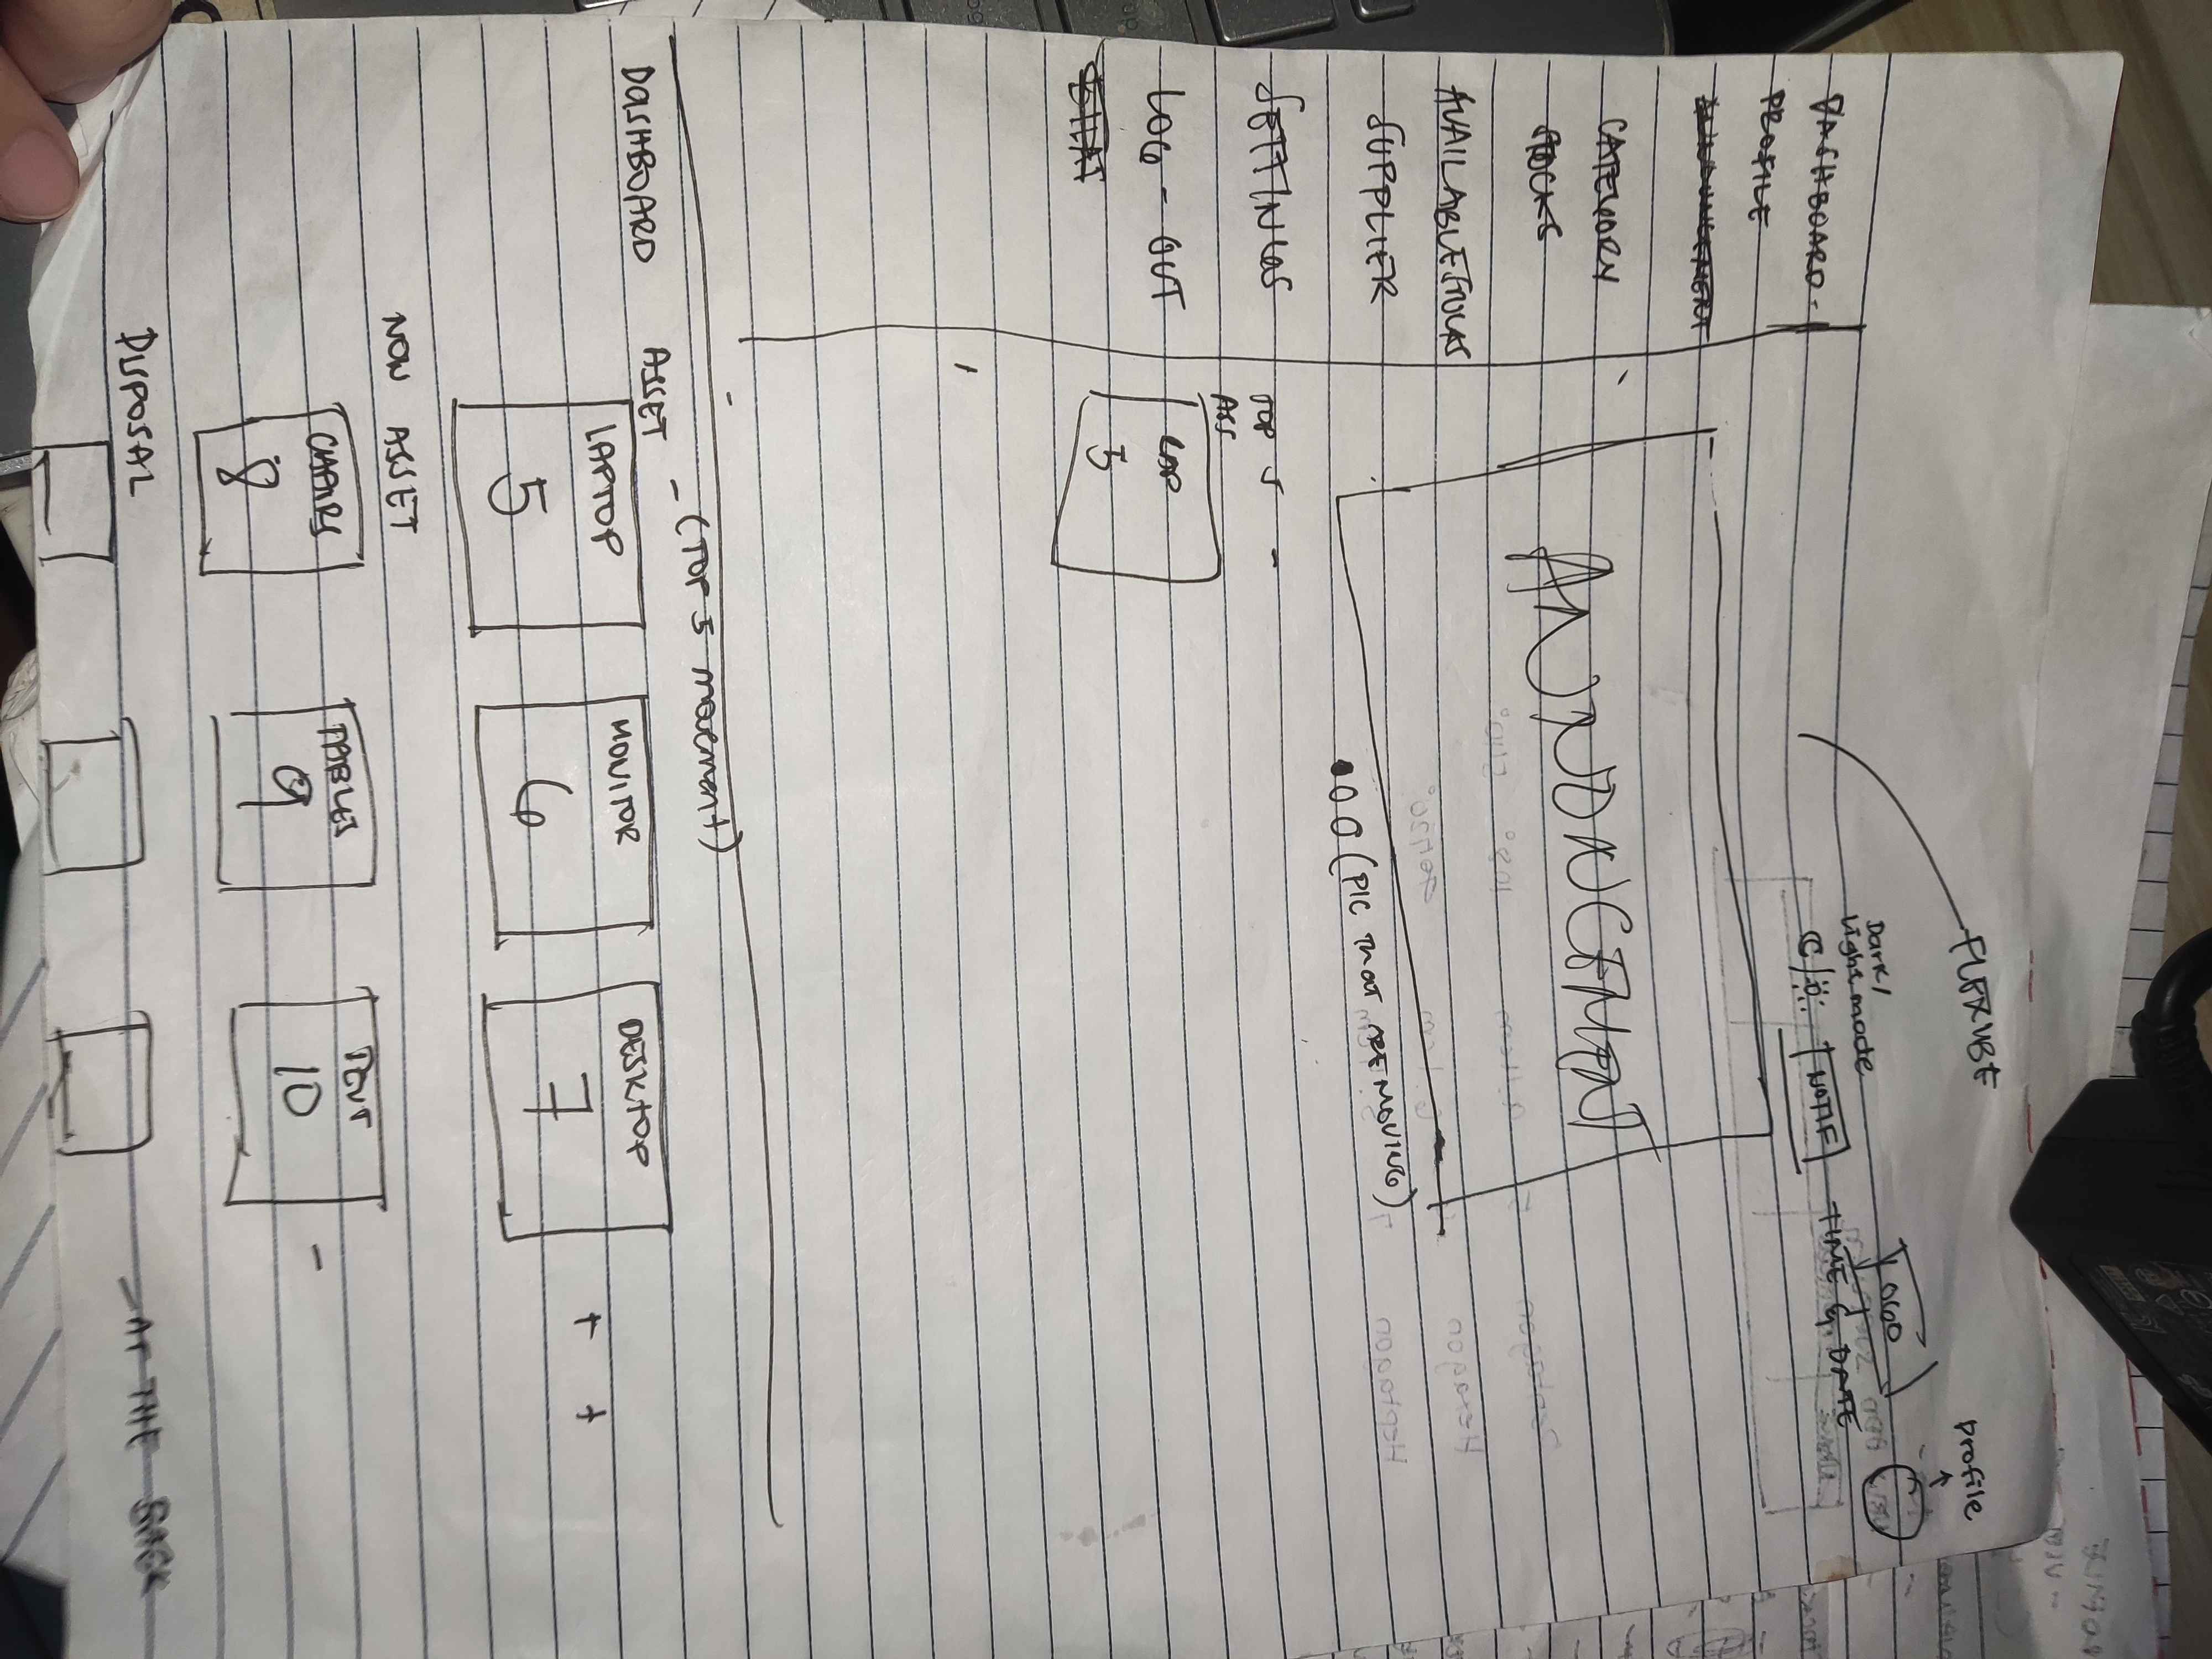 FLEXIBE
Profile
Dark/
Light mode
LOGO
NOTIF
TIME & DATE
DASHBOARD -
PROFILE
ANNOUNCEMENT
CATEGORY
STOCKS
AVAILABLE STOCKS
SUPPLIER
SETTINGS
LOG - OUT
ANNONCEMENT
(PIC That ARE MOVING)
TOP 5 -
ASS
LAP
5
- (TOP 5 movement)
DASHBOARD ASSET
LAPTOP
5
MONITOR
6
DESKTOP
7
+ +
NON ASSET
CHAIRS
8
TABLES
9
TENT
10
-
DISPOSAL
- AT THE BACK